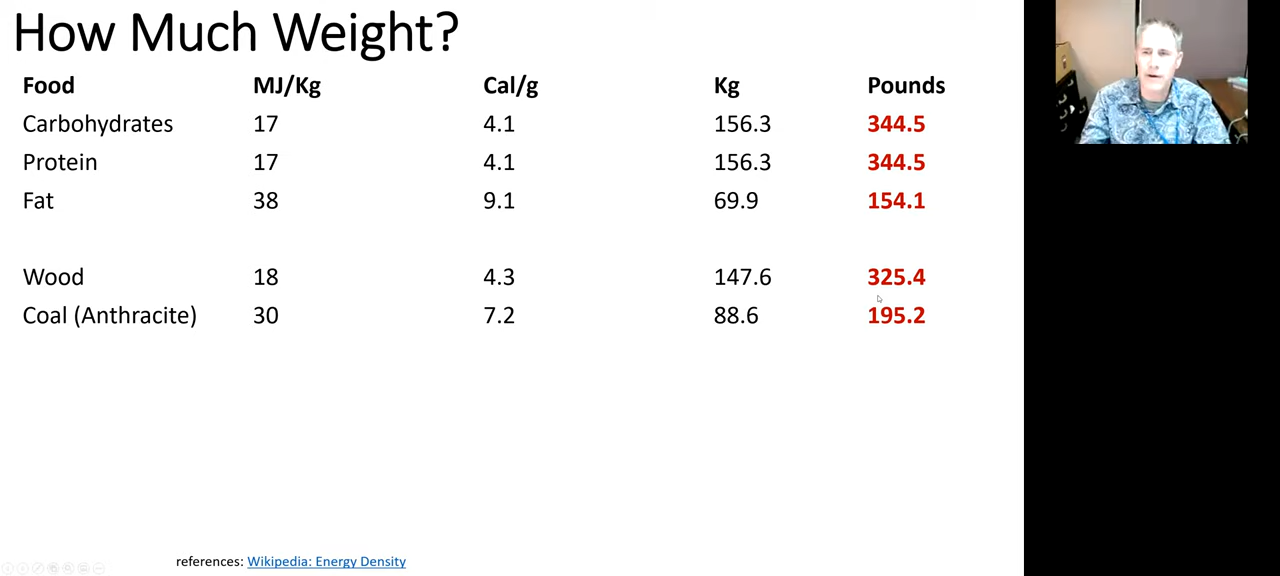 How Much Weight?
Food MJ/Kg Cal/g Kg Pounds
Carbohydrates 17 4.1 156.3 344.5
Protein 17 4.1 156.3 344.5
Fat 38 9.1 69.9 154.1
Wood 18 4.3 147.6 325.4
Coal (Anthracite) 30 7.2 88.6 195.2
references: Wikipedia: Energy Density